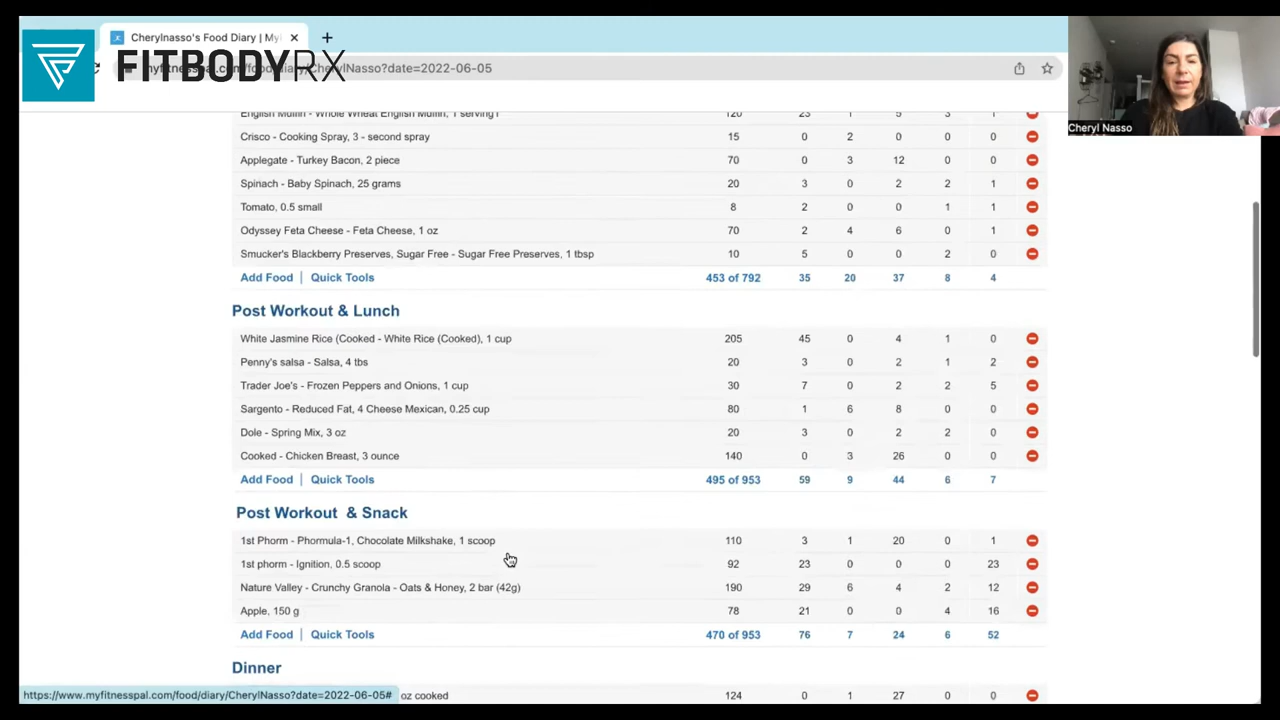 Cherylnasso's Food Diary | My
FITBODYRX
myfitnesspal.com/food/diary/CherylNasso?date=2022-06-05
Cheryl Nasso
English Muffin - Whole Wheat English Muffin, 1 serving 120 23 1 5 3 1
Crisco - Cooking Spray, 3 - second spray 15 0 2 0 0 0
Applegate - Turkey Bacon, 2 piece 70 0 3 12 0 0
Spinach - Baby Spinach, 25 grams 20 3 0 2 2 1
Tomato, 0.5 small 8 2 0 0 1 1
Odyssey Feta Cheese - Feta Cheese, 1 oz 70 2 4 6 0 1
Smucker's Blackberry Preserves, Sugar Free - Sugar Free Preserves, 1 tbsp 10 5 0 0 2 0
Add Food | Quick Tools 453 of 792 35 20 37 8 4
Post Workout & Lunch
White Jasmine Rice (Cooked - White Rice (Cooked), 1 cup 205 45 0 4 1 0
Penny's salsa - Salsa, 4 tbs 20 3 0 2 1 2
Trader Joe's - Frozen Peppers and Onions, 1 cup 30 7 0 2 2 5
Sargento - Reduced Fat, 4 Cheese Mexican, 0.25 cup 80 1 6 8 0 0
Dole - Spring Mix, 3 oz 20 3 0 2 2 0
Cooked - Chicken Breast, 3 ounce 140 0 3 26 0 0
Add Food | Quick Tools 495 of 953 59 9 44 6 7
Post Workout & Snack
1st Phorm - Phormula-1, Chocolate Milkshake, 1 scoop 110 3 1 20 0 1
1st phorm - Ignition, 0.5 scoop 92 23 0 0 0 23
Nature Valley - Crunchy Granola - Oats & Honey, 2 bar (42g) 190 29 6 4 2 12
Apple, 150 g 78 21 0 0 4 16
Add Food | Quick Tools 470 of 953 76 7 24 6 52
Dinner
https://www.myfitnesspal.com/food/diary/CherylNasso?date=2022-06-05# oz cooked 124 0 1 27 0 0